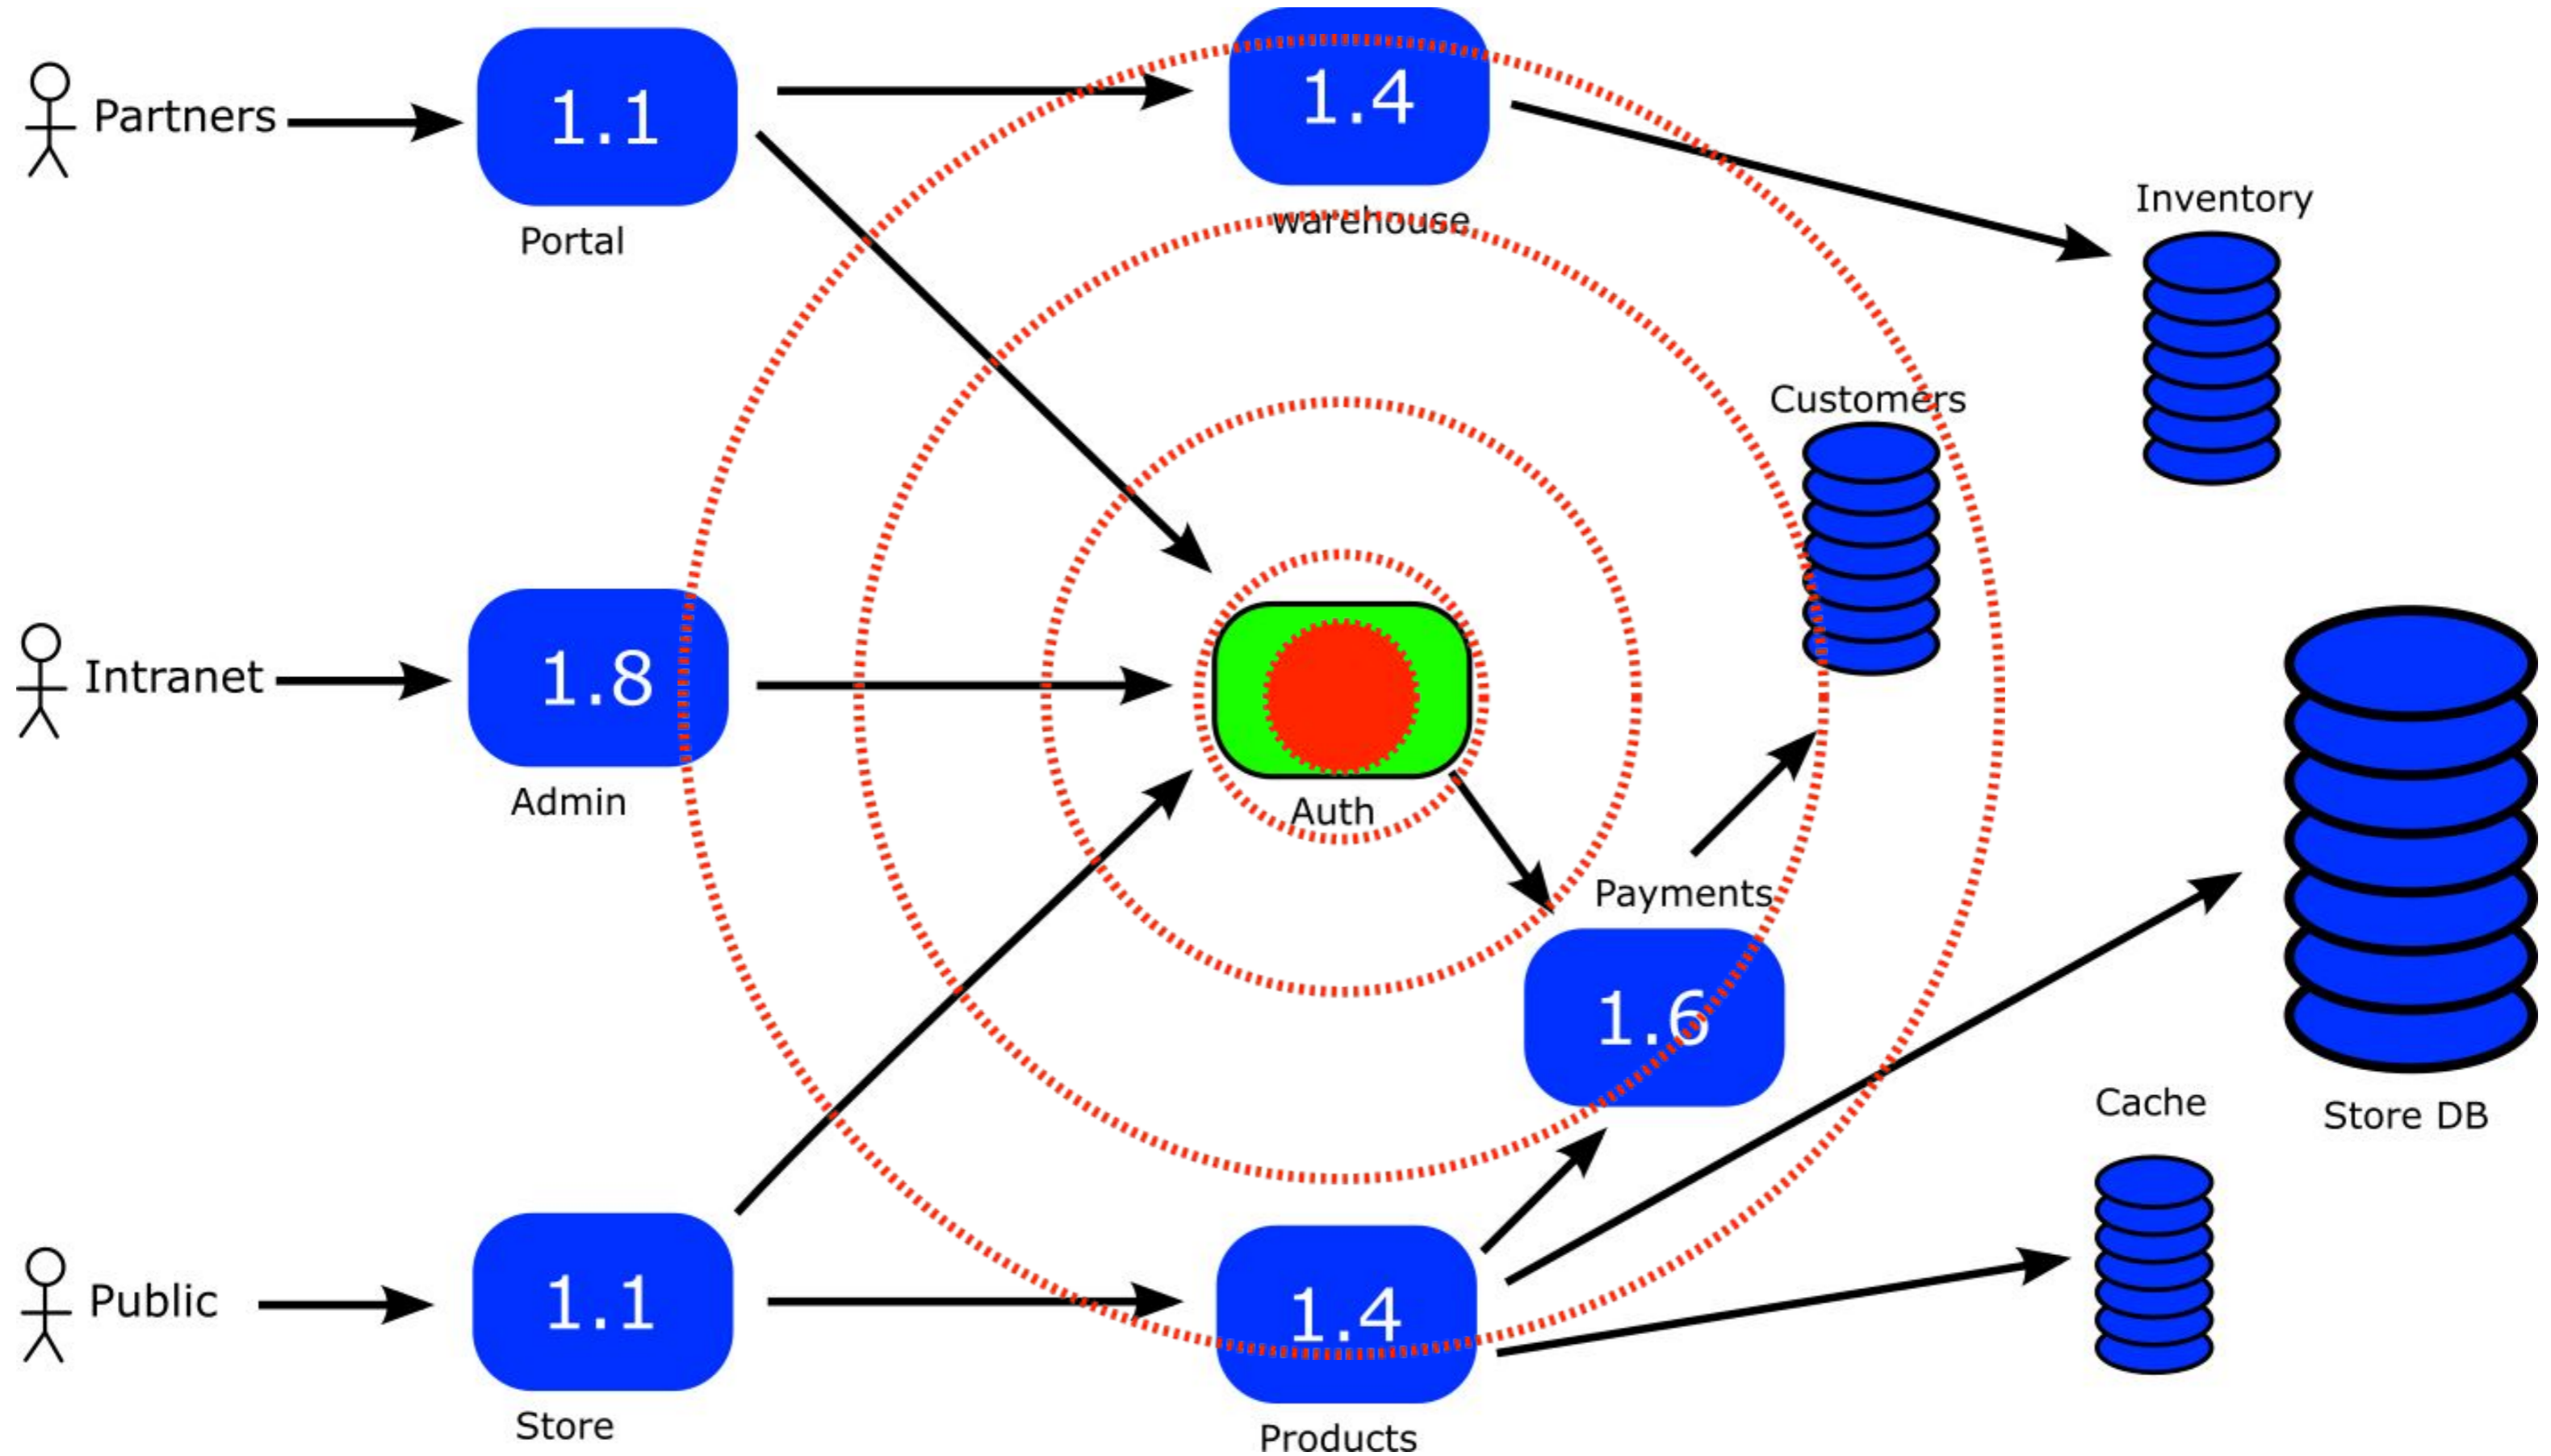 Partners
1.1
Portal
1.4
warehouse
Inventory
Customers
Intranet
1.8
Admin
Auth
Payments
1.6
Store DB
Cache
Public
1.1
Store
1.4
Products